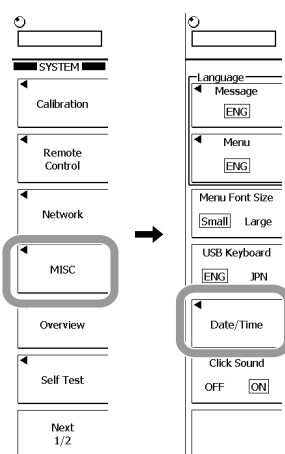 SYSTEM
Calibration
Remote
Control
Network
MISC
Overview
Self Test
Next
1/2
Language
Message
ENG
Menu
ENG
Menu Font Size
Small Large
USB Keyboard
ENG JPN
Date/Time
Click Sound
OFF ON